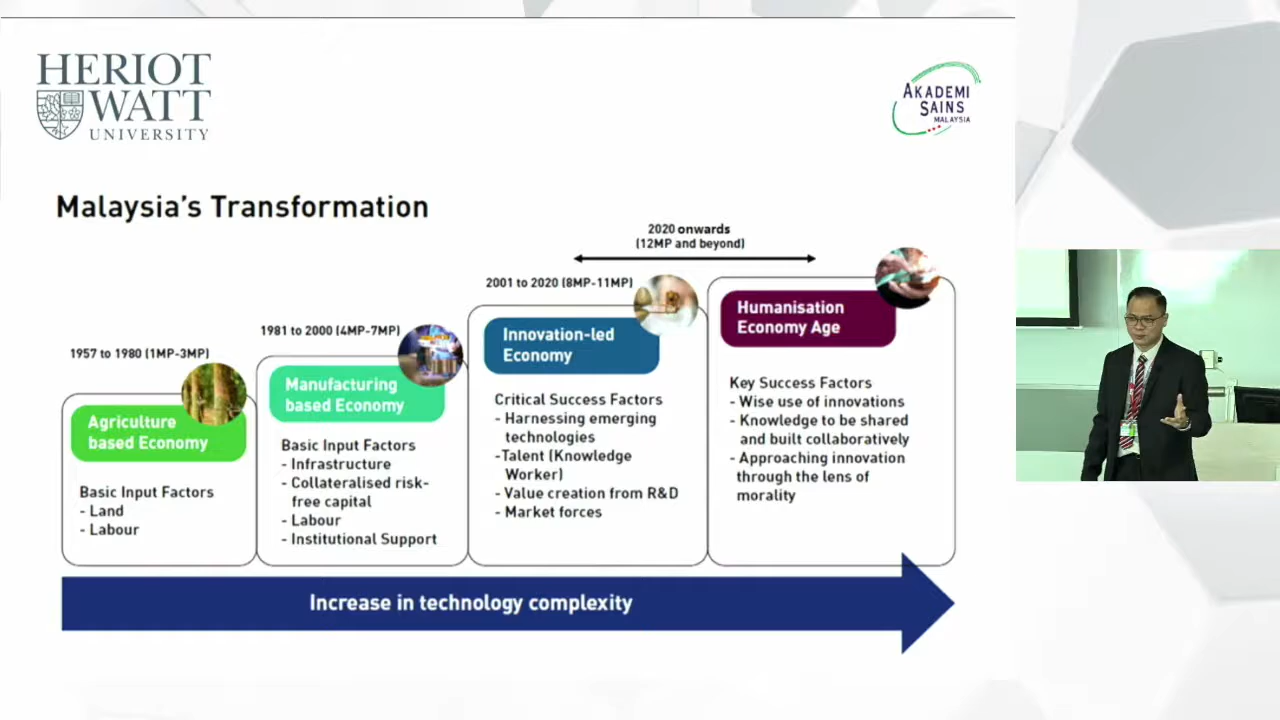 HERIOT
WATT
UNIVERSITY
AKADEMI
SAINS
MALAYSIA
Malaysia's Transformation
1957 to 1980 (1MP-3MP)
Agriculture
based Economy
Basic Input Factors
- Land
- Labour
1981 to 2000 (4MP-7MP)
Manufacturing
based Economy
Basic Input Factors
- Infrastructure
- Collateralised risk-
free capital
- Labour
- Institutional Support
2001 to 2020 (8MP-11MP)
Innovation-led
Economy
Critical Success Factors
- Harnessing emerging
technologies
-Talent (Knowledge
Worker)
- Value creation from R&D
- Market forces
2020 onwards
(12MP and beyond)
Humanisation
Economy Age
Key Success Factors
- Wise use of innovations
- Knowledge to be shared
and built collaboratively
- Approaching innovation
through the lens of
morality
Increase in technology complexity